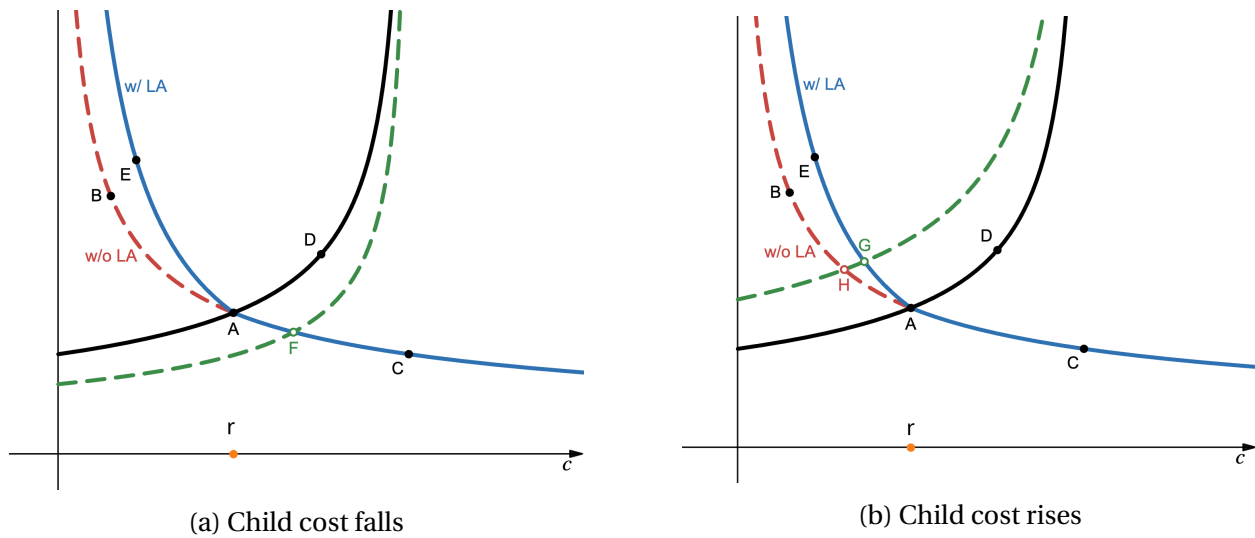 w/ LA
E
B
w/o LA
D
A
F
C
r
c
(a) Child cost falls
w/ LA
E
B
w/o LA
G
H
D
A
C
r
c
(b) Child cost rises